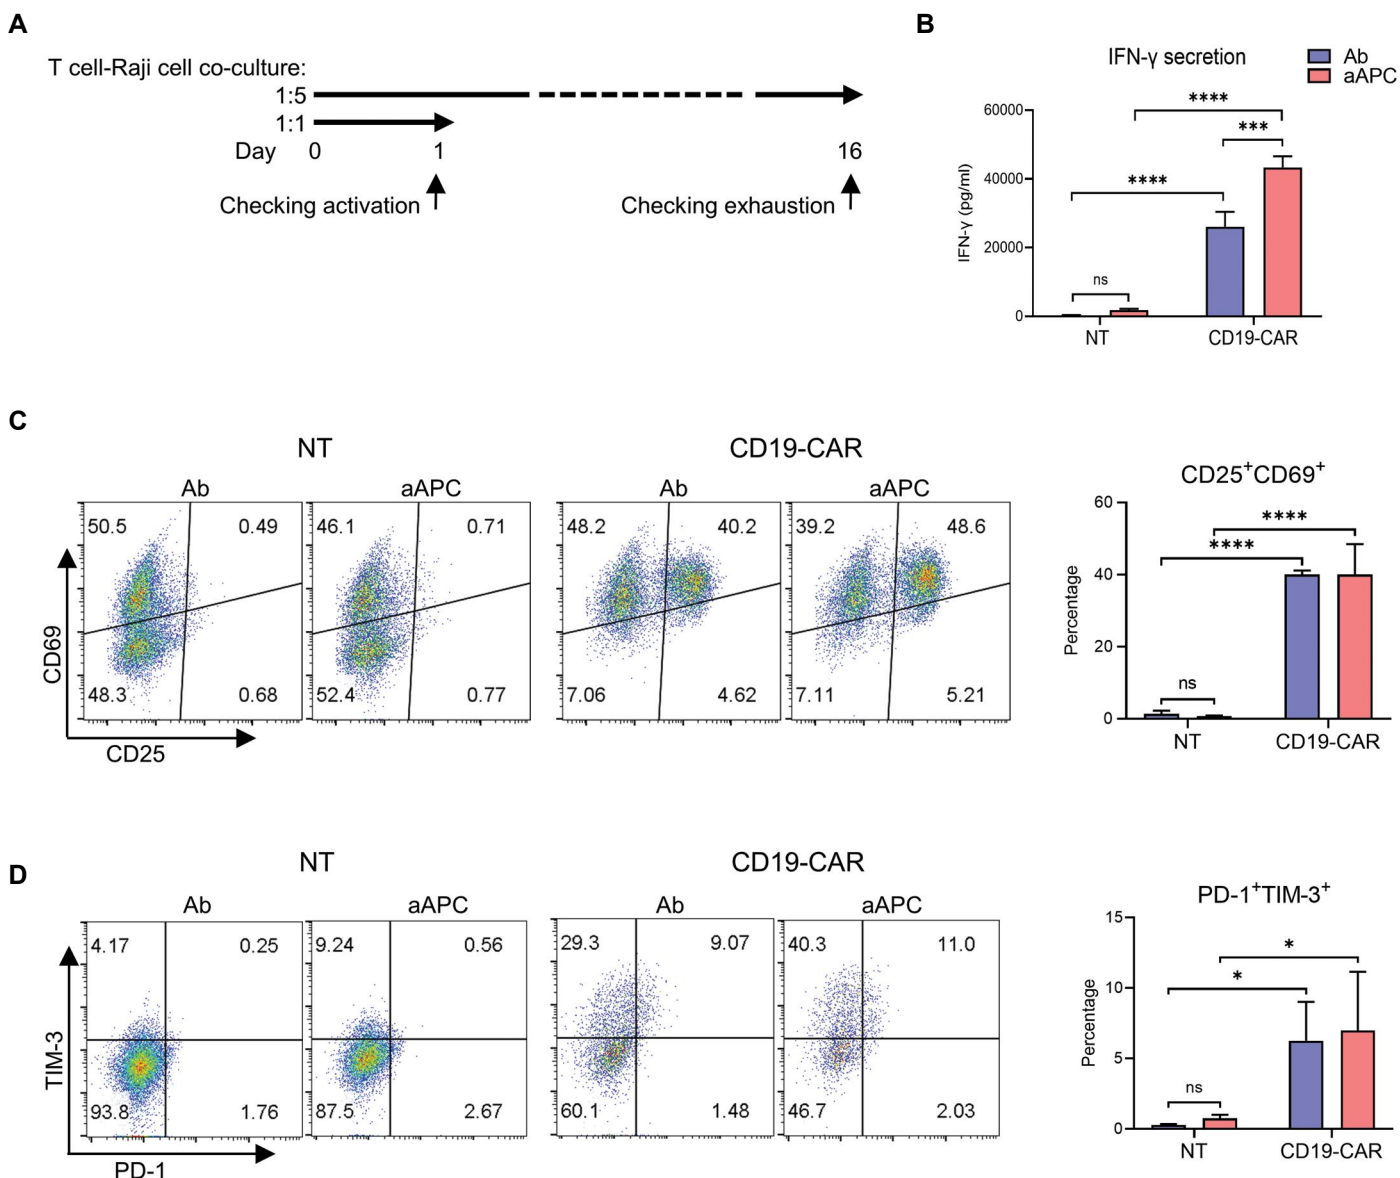 A
T cell-Raji cell co-culture:
1:5
1:1
Day 0 1 16
Checking activation Checking exhaustion
B
IFN-γ secretion
Ab
aAPC
IFN-γ (pg/ml)
60000
40000
20000
0
****
***
****
ns
NT CD19-CAR
C
NT CD19-CAR
Ab aAPC Ab aAPC
50.5 0.49 46.1 0.71 48.2 40.2 39.2 48.6
48.3 0.68 52.4 0.77 7.06 4.62 7.11 5.21
CD69
CD25
CD25+CD69+
Percentage
60
40
20
0
****
****
ns
NT CD19-CAR
D
NT CD19-CAR
Ab aAPC Ab aAPC
4.17 0.25 9.24 0.56 29.3 9.07 40.3 11.0
93.8 1.76 87.5 2.67 60.1 1.48 46.7 2.03
TIM-3
PD-1
PD-1+TIM-3+
Percentage
15
10
5
0
*
*
ns
NT CD19-CAR